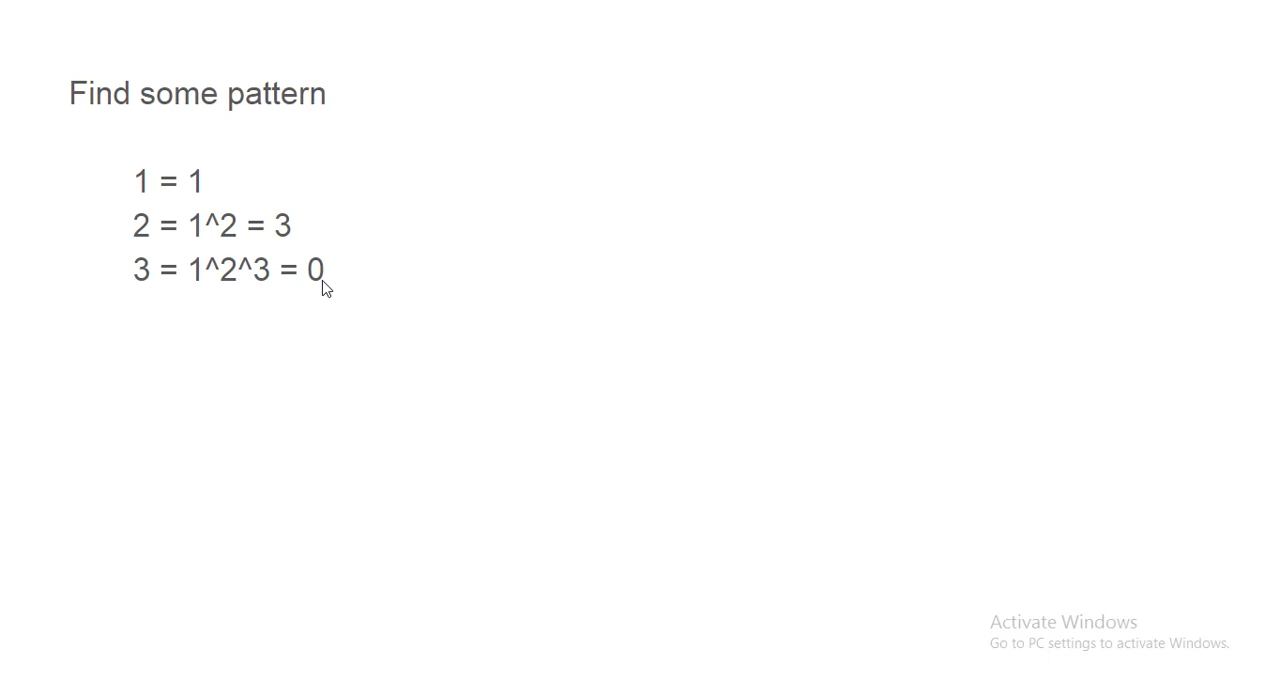 Find some pattern
1 = 1
2 = 1^2 = 3
3 = 1^2^3 = 0
Activate Windows
Go to PC settings to activate Windows.